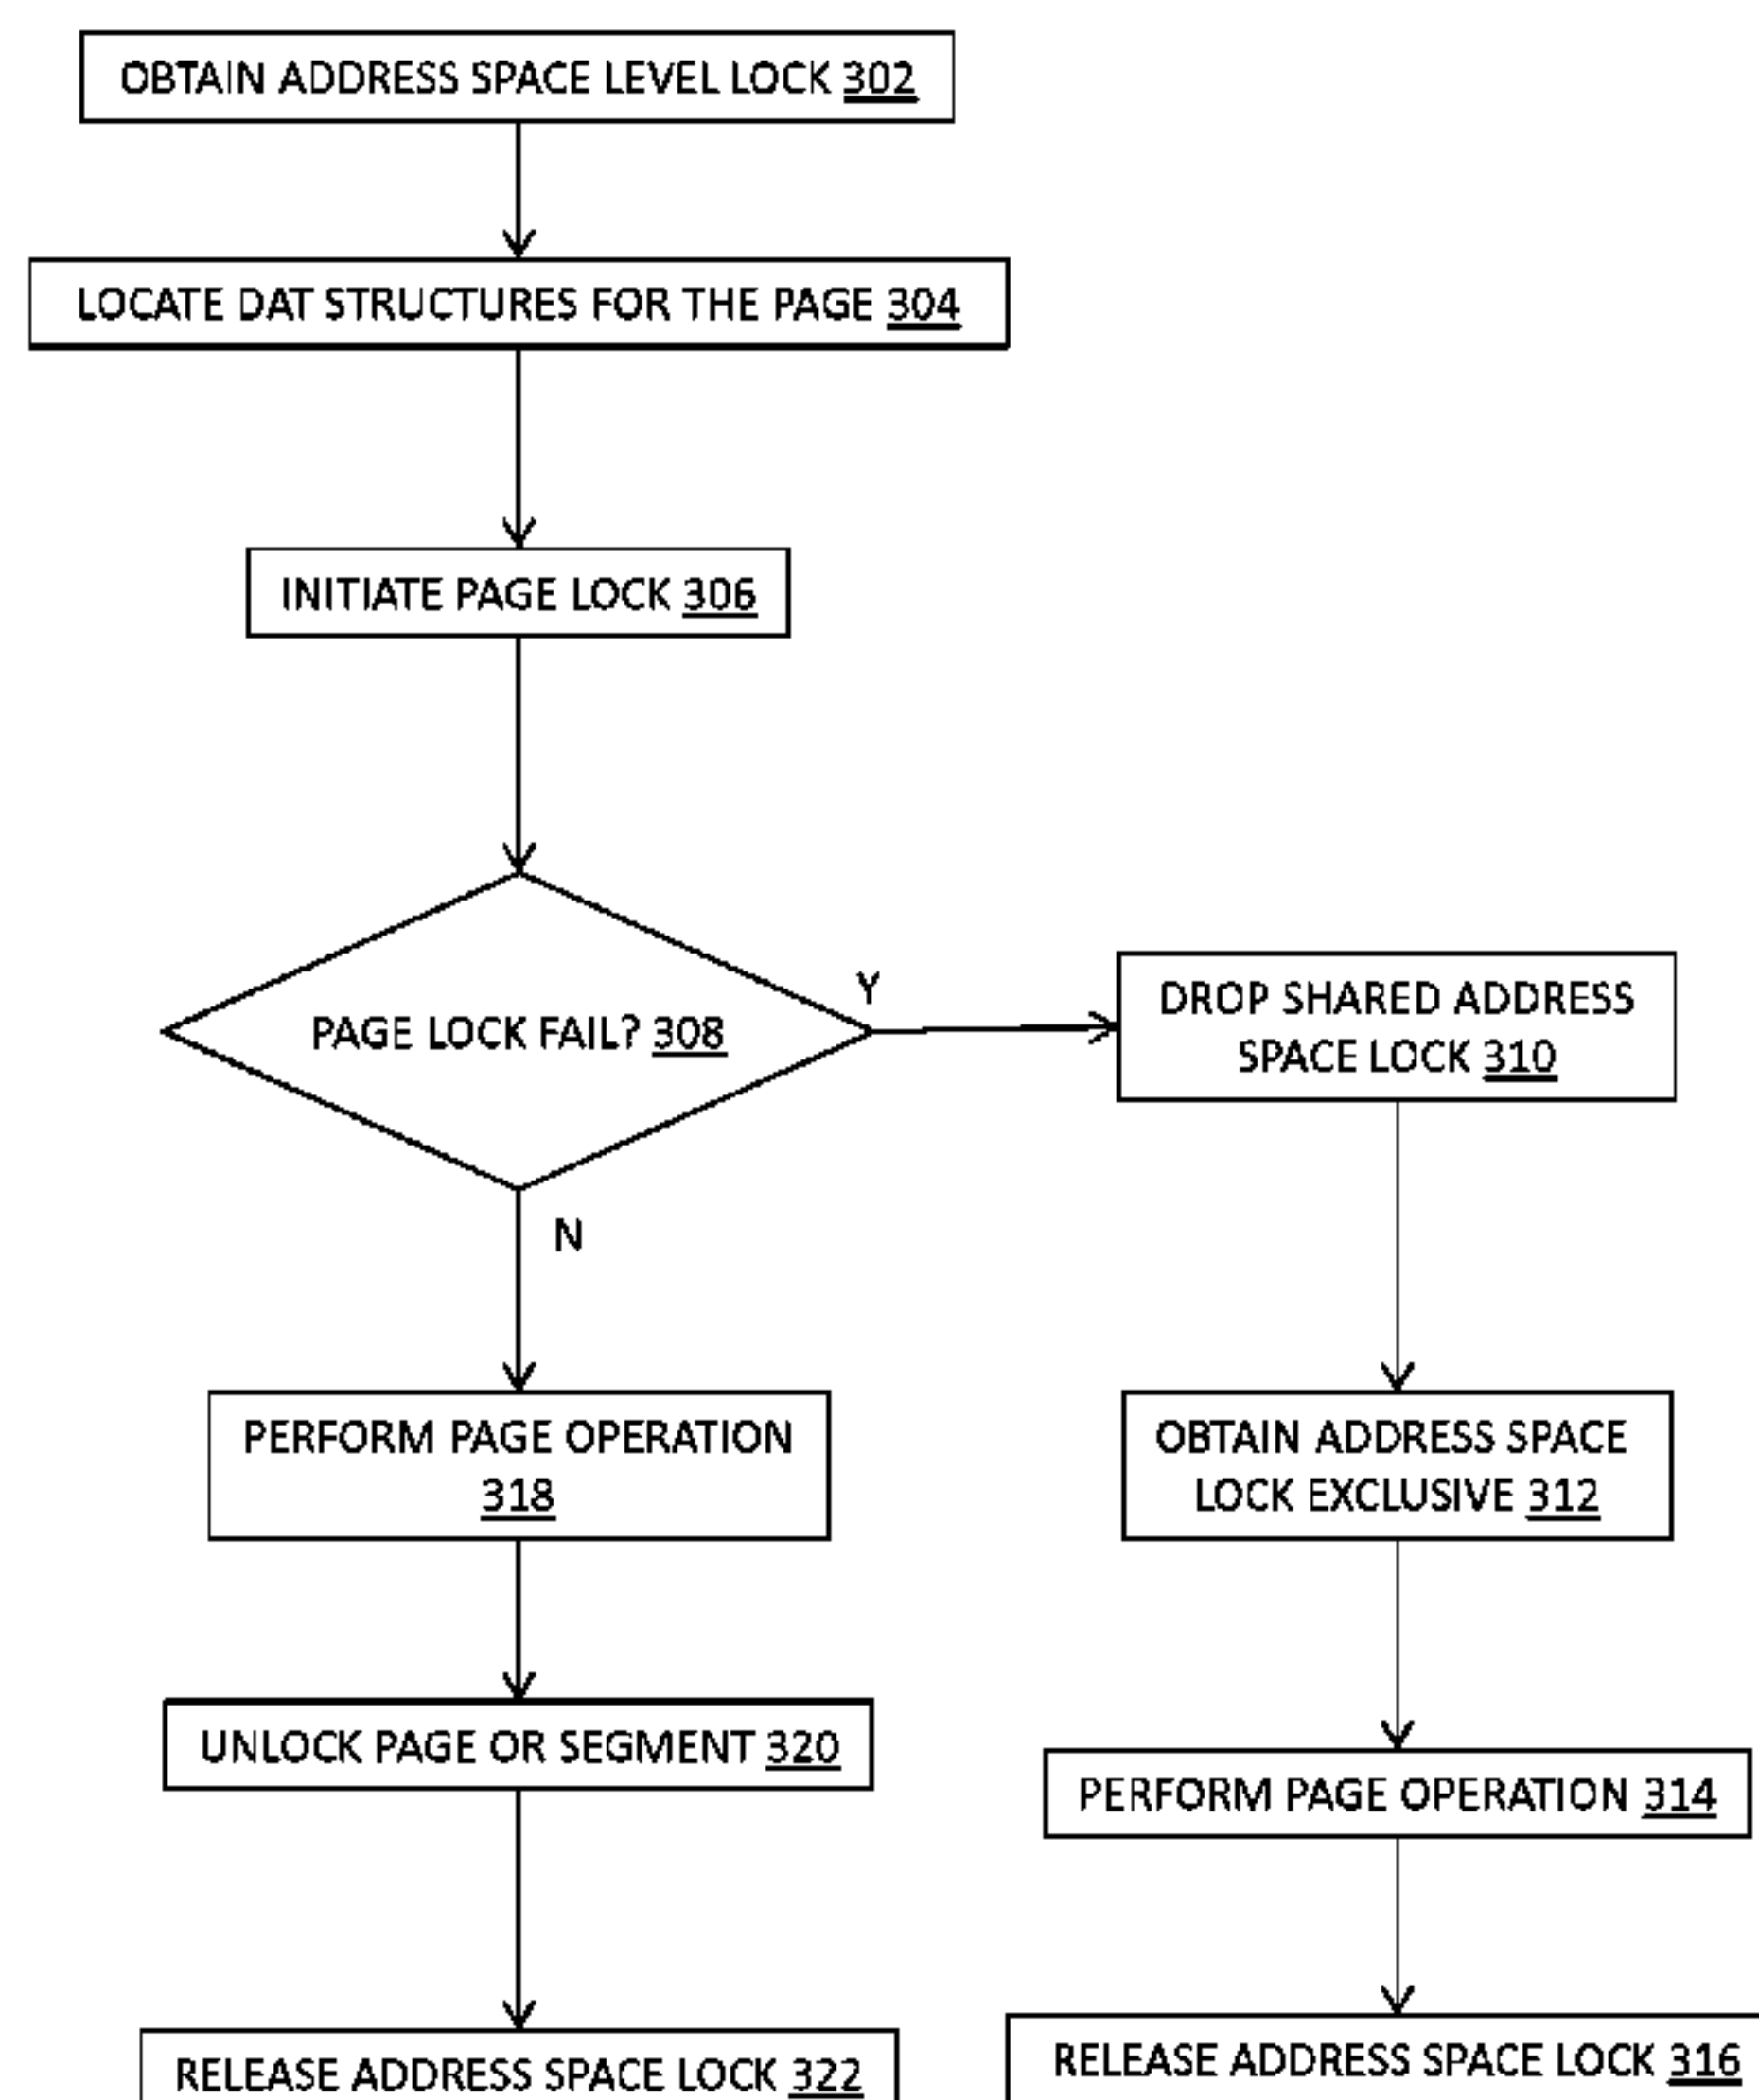 OBTAIN ADDRESS SPACE LEVEL LOCK 302
LOCATE DAT STRUCTURES FOR THE PAGE 304
INITIATE PAGE LOCK 306
PAGE LOCK FAIL? 308
Y
DROP SHARED ADDRESS
SPACE LOCK 310
N
PERFORM PAGE OPERATION
318
OBTAIN ADDRESS SPACE
LOCK EXCLUSIVE 312
UNLOCK PAGE OR SEGMENT 320
PERFORM PAGE OPERATION 314
RELEASE ADDRESS SPACE LOCK 322
RELEASE ADDRESS SPACE LOCK 316